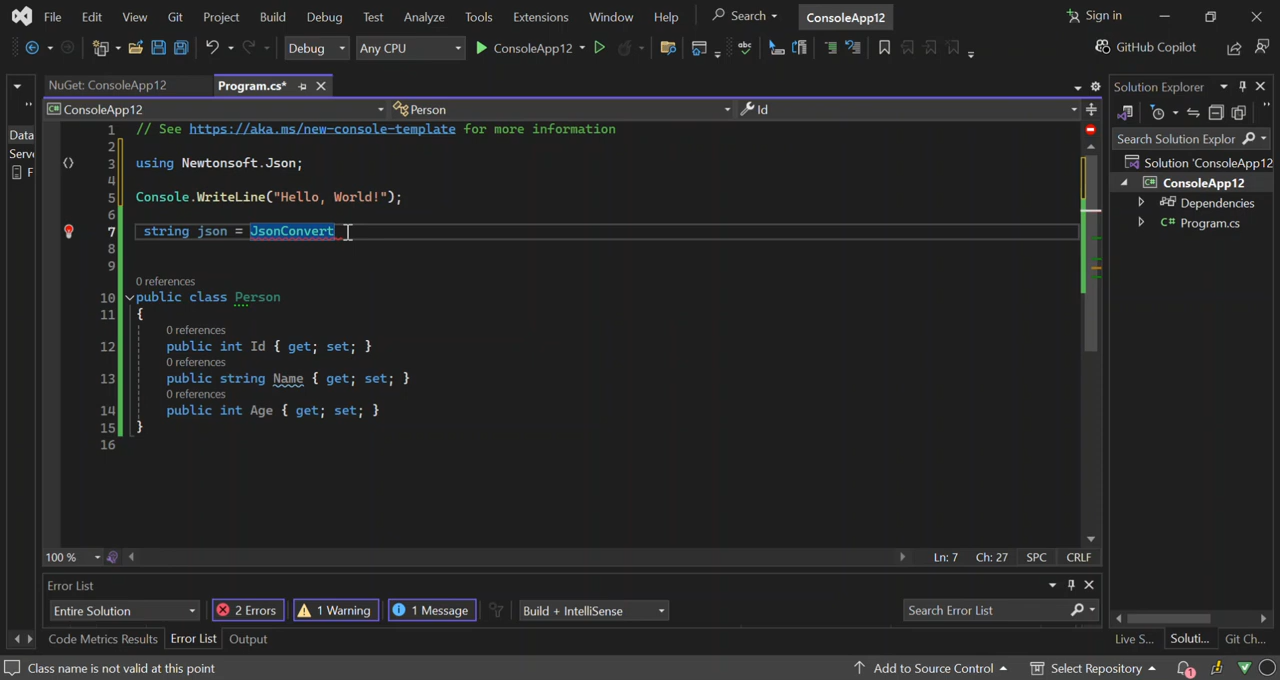 File Edit View Git Project Build Debug Test Analyze Tools Extensions Window Help Search ConsoleApp12 Sign in
Debug Any CPU ConsoleApp12 GitHub Copilot
NuGet: ConsoleApp12 Program.cs* Solution Explorer
ConsoleApp12 Person Id
1 // See https://aka.ms/new-console-template for more information
2
3 using Newtonsoft.Json;
4
5 Console.WriteLine("Hello, World!");
6
7 string json = JsonConvert
8
9
0 references
10 public class Person
11 {
0 references
12 public int Id { get; set; }
0 references
13 public string Name { get; set; }
0 references
14 public int Age { get; set; }
15 }
16
Data
Serve
F
Search Solution Explor
Solution 'ConsoleApp12
ConsoleApp12
Dependencies
C# Program.cs
100 % Ln: 7 Ch: 27 SPC CRLF
Error List
Entire Solution 2 Errors 1 Warning 1 Message Build + IntelliSense Search Error List
Code Metrics Results Error List Output Live S... Soluti... Git Ch...
Class name is not valid at this point Add to Source Control Select Repository 1